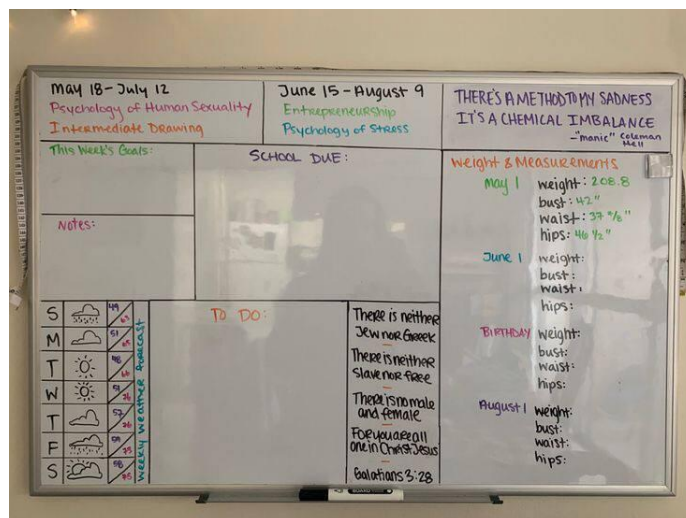 May 18 - July 12
Psychology of Human Sexuality
Intermediate Drawing
June 15 - August 9
Entrepreneurship
Psychology of Stress
THERE'S A METHOD TO MY SADNESS
IT'S A CHEMICAL IMBALANCE
-"manic" Coleman
Hell
This Week's Goals:
Notes:
SCHOOL DUE:
Weight & Measurements
May 1 weight: 208.8
bust: 42"
waist: 37 "
hips: 46 1/2"
June 1 weight:
bust:
waist:
hips:
BIRTHDAY weight:
bust:
waist:
hips:
August 1 weight:
bust:
waist:
hips:
S 49
M 51
T
W
T
F
S
weekly weather forecast
TO DO:
There is neither
Jew nor Greek
There is neither
slave nor free
There is no male
and female
For you are all
one in Christ Jesus
Galatians 3:28